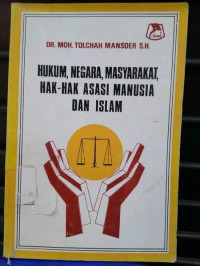 DR. MOH. TOLCHAH MANSOER S.H.
HUKUM, NEGARA, MASYARAKAT,
HAK-HAK ASASI MANUSIA
DAN ISLAM